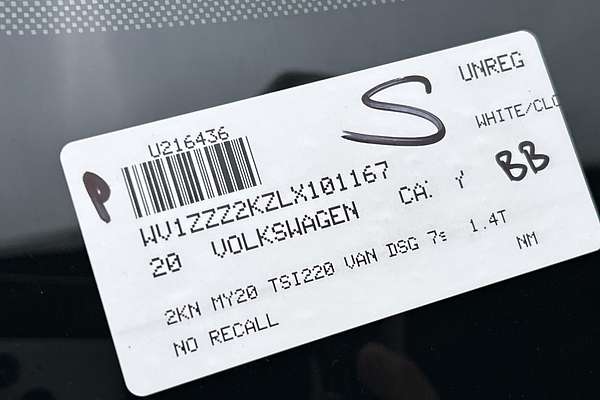 U216436
UNREG
S
WHITE/CLO
P
WV1ZZZ2KZLX101167
BB
20 VOLKSWAGEN CA: Y
2KN MY20 TSI220 VAN DSG 7s 1.4T
NO RECALL
NM